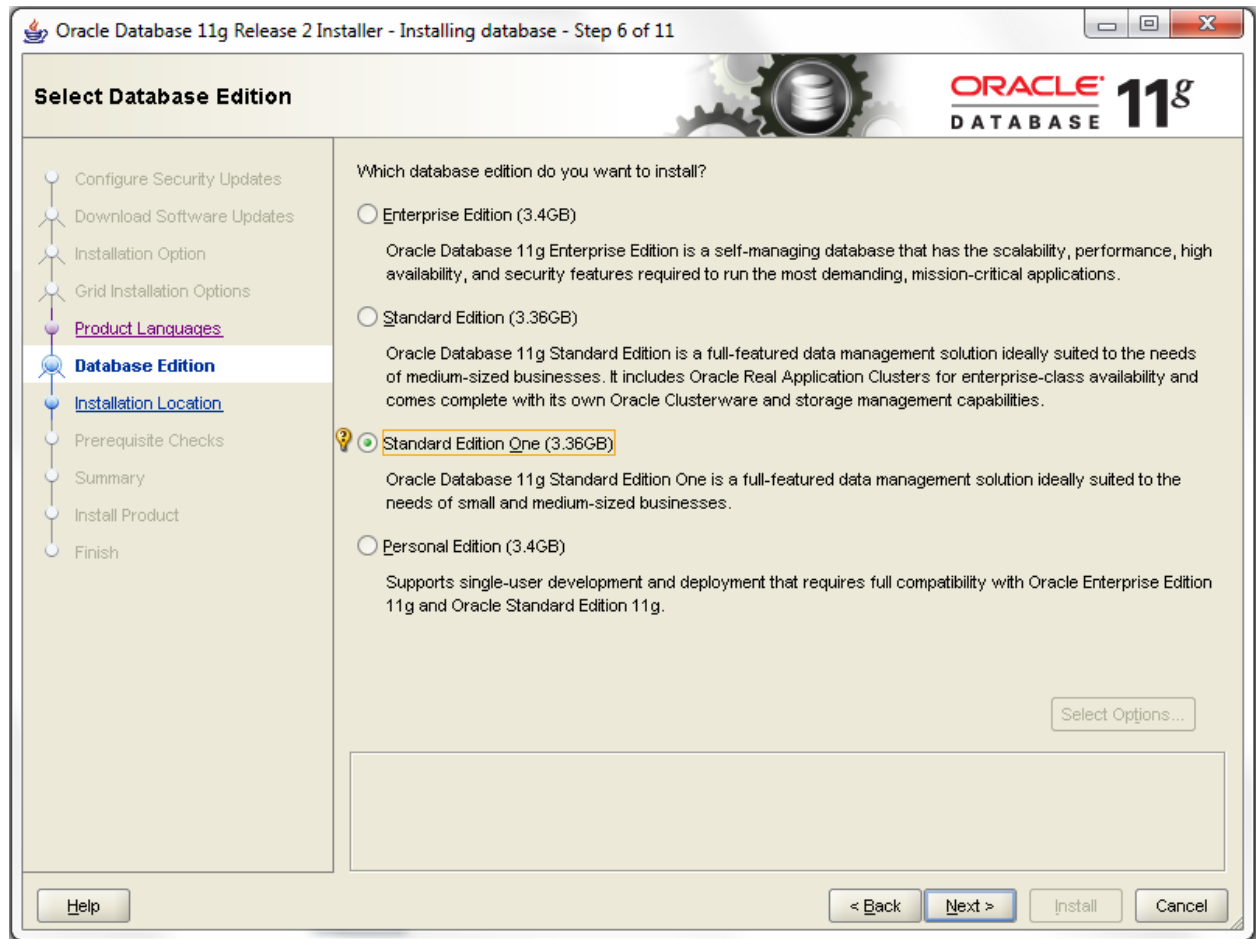 Oracle Database 11g Release 2 Installer - Installing database - Step 6 of 11
Select Database Edition
ORACLE
DATABASE
11g
Configure Security Updates
Download Software Updates
Installation Option
Grid Installation Options
Product Languages
Database Edition
Installation Location
Prerequisite Checks
Summary
Install Product
Finish
Which database edition do you want to install?
Enterprise Edition (3.4GB)
Oracle Database 11g Enterprise Edition is a self-managing database that has the scalability, performance, high
availability, and security features required to run the most demanding, mission-critical applications.
Standard Edition (3.36GB)
Oracle Database 11g Standard Edition is a full-featured data management solution ideally suited to the needs
of medium-sized businesses. It includes Oracle Real Application Clusters for enterprise-class availability and
comes complete with its own Oracle Clusterware and storage management capabilities.
Standard Edition One (3.36GB)
Oracle Database 11g Standard Edition One is a full-featured data management solution ideally suited to the
needs of small and medium-sized businesses.
Personal Edition (3.4GB)
Supports single-user development and deployment that requires full compatibility with Oracle Enterprise Edition
11g and Oracle Standard Edition 11g.
Select Options...
Help
< Back
Next >
Install
Cancel